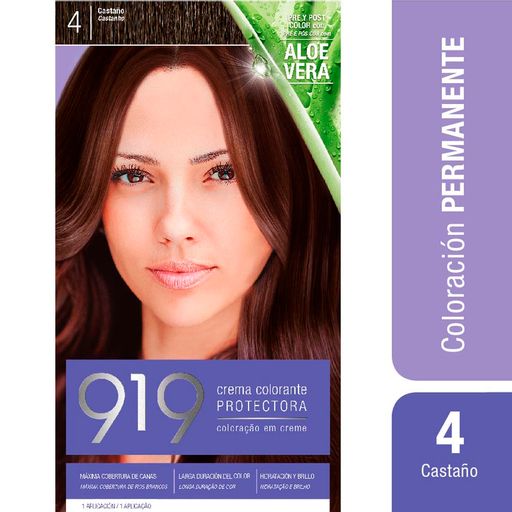 4
Castaño
Castanho
PRE Y POST
COLOR con
PRÉ E PÓS COR com
ALOE
VERA
919
crema colorante
PROTECTORA
coloração em creme
MÁXIMA COBERTURA DE CANAS
MÁXIMA COBERTURA DE FIOS BRANCOS
LARGA DURACIÓN DEL COLOR
LONGA DURAÇÃO DE COR
HIDRATACIÓN Y BRILLO
HIDRATAÇÃO E BRILHO
1 APLICACIÓN / 1 APLICAÇÃO
Coloración PERMANENTE
4
Castaño